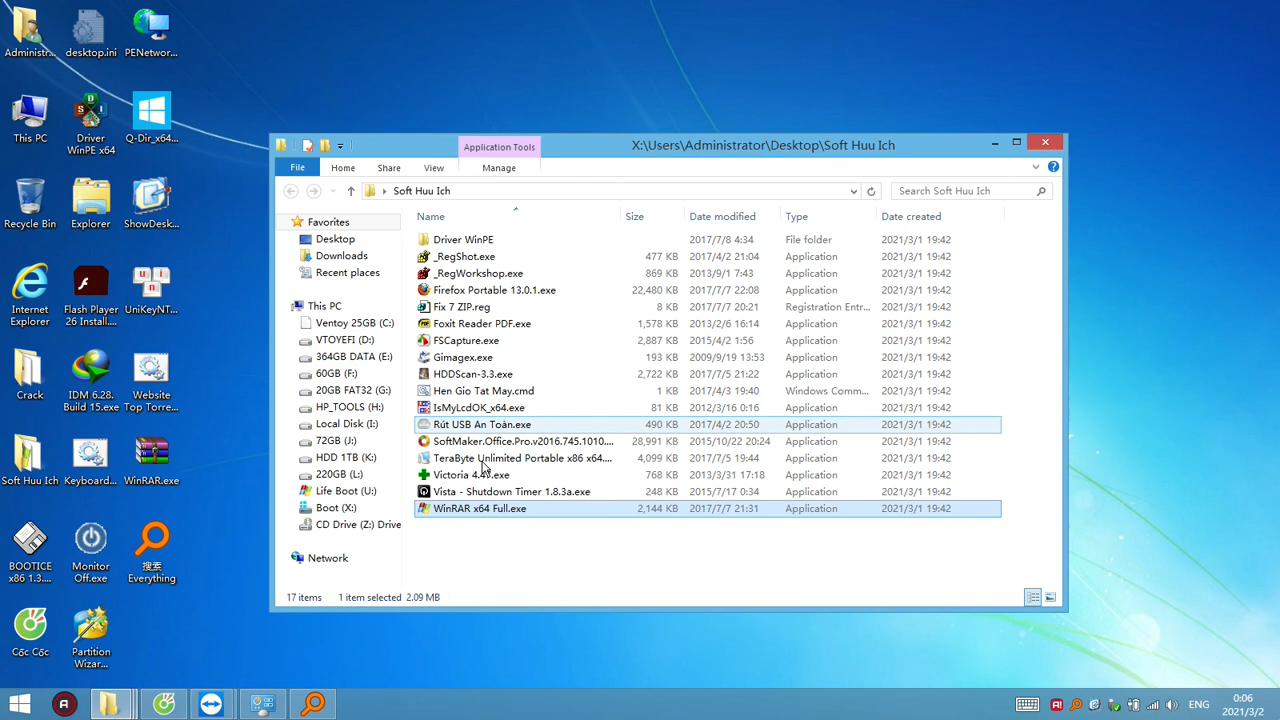 Administr...
desktop.ini
PENetwor...
This PC
Driver
WinPE x64
Q-Dir_x64...
Recycle Bin
Explorer
ShowDesk...
Internet
Explorer
Flash Player
26 Install....
UniKeyNT...
Crack
IDM 6.28.
Build 15.exe
Website
Top Torre...
Soft Huu Ich
Keyboard...
WinRAR.exe
BOOTICE
x86 1.3....
Monitor
Off.exe
搜索
Everything
Cốc Cốc
Partition
Wizar...
Application Tools
X:\Users\Administrator\Desktop\Soft Huu Ich
File
Home
Share
View
Manage
Soft Huu Ich
Search Soft Huu Ich
Favorites
Desktop
Downloads
Recent places
This PC
Ventoy 25GB (C:)
VTOYEFI (D:)
364GB DATA (E:)
60GB (F:)
20GB FAT32 (G:)
HP_TOOLS (H:)
Local Disk (I:)
72GB (J:)
HDD 1TB (K:)
220GB (L:)
Life Boot (U:)
Boot (X:)
CD Drive (Z:) Drive
Network
Name Size Date modified Type Date created
Driver WinPE 2017/7/8 4:34 File folder 2021/3/1 19:42
_RegShot.exe 477 KB 2017/4/2 21:04 Application 2021/3/1 19:42
_RegWorkshop.exe 869 KB 2013/9/1 7:43 Application 2021/3/1 19:42
Firefox Portable 13.0.1.exe 22,480 KB 2017/7/7 22:08 Application 2021/3/1 19:42
Fix 7 ZIP.reg 8 KB 2017/7/7 20:21 Registration Entr... 2021/3/1 19:42
Foxit Reader PDF.exe 1,578 KB 2013/2/6 16:14 Application 2021/3/1 19:42
FSCapture.exe 2,887 KB 2015/4/2 1:56 Application 2021/3/1 19:42
Gimagex.exe 193 KB 2009/9/19 13:53 Application 2021/3/1 19:42
HDDScan-3.3.exe 2,722 KB 2017/7/5 21:22 Application 2021/3/1 19:42
Hen Gio Tat May.cmd 1 KB 2017/4/3 19:40 Windows Comm... 2021/3/1 19:42
IsMyLcdOK_x64.exe 81 KB 2012/3/16 0:16 Application 2021/3/1 19:42
Rút USB An Toàn.exe 490 KB 2017/4/2 20:50 Application 2021/3/1 19:42
SoftMaker.Office.Pro.v2016.745.1010.... 28,991 KB 2015/10/22 20:24 Application 2021/3/1 19:42
TeraByte Unlimited Portable x86 x64.... 4,099 KB 2017/7/5 19:44 Application 2021/3/1 19:42
Victoria 768 KB 2013/3/31 17:18 Application 2021/3/1 19:42
Vista - Shutdown Timer 1.8.3a.exe 248 KB 2015/7/17 0:34 Application 2021/3/1 19:42
WinRAR x64 Full.exe 2,144 KB 2017/7/7 21:31 Application 2021/3/1 19:42
17 items 1 item selected 2.09 MB
ENG
0:06
2021/3/2